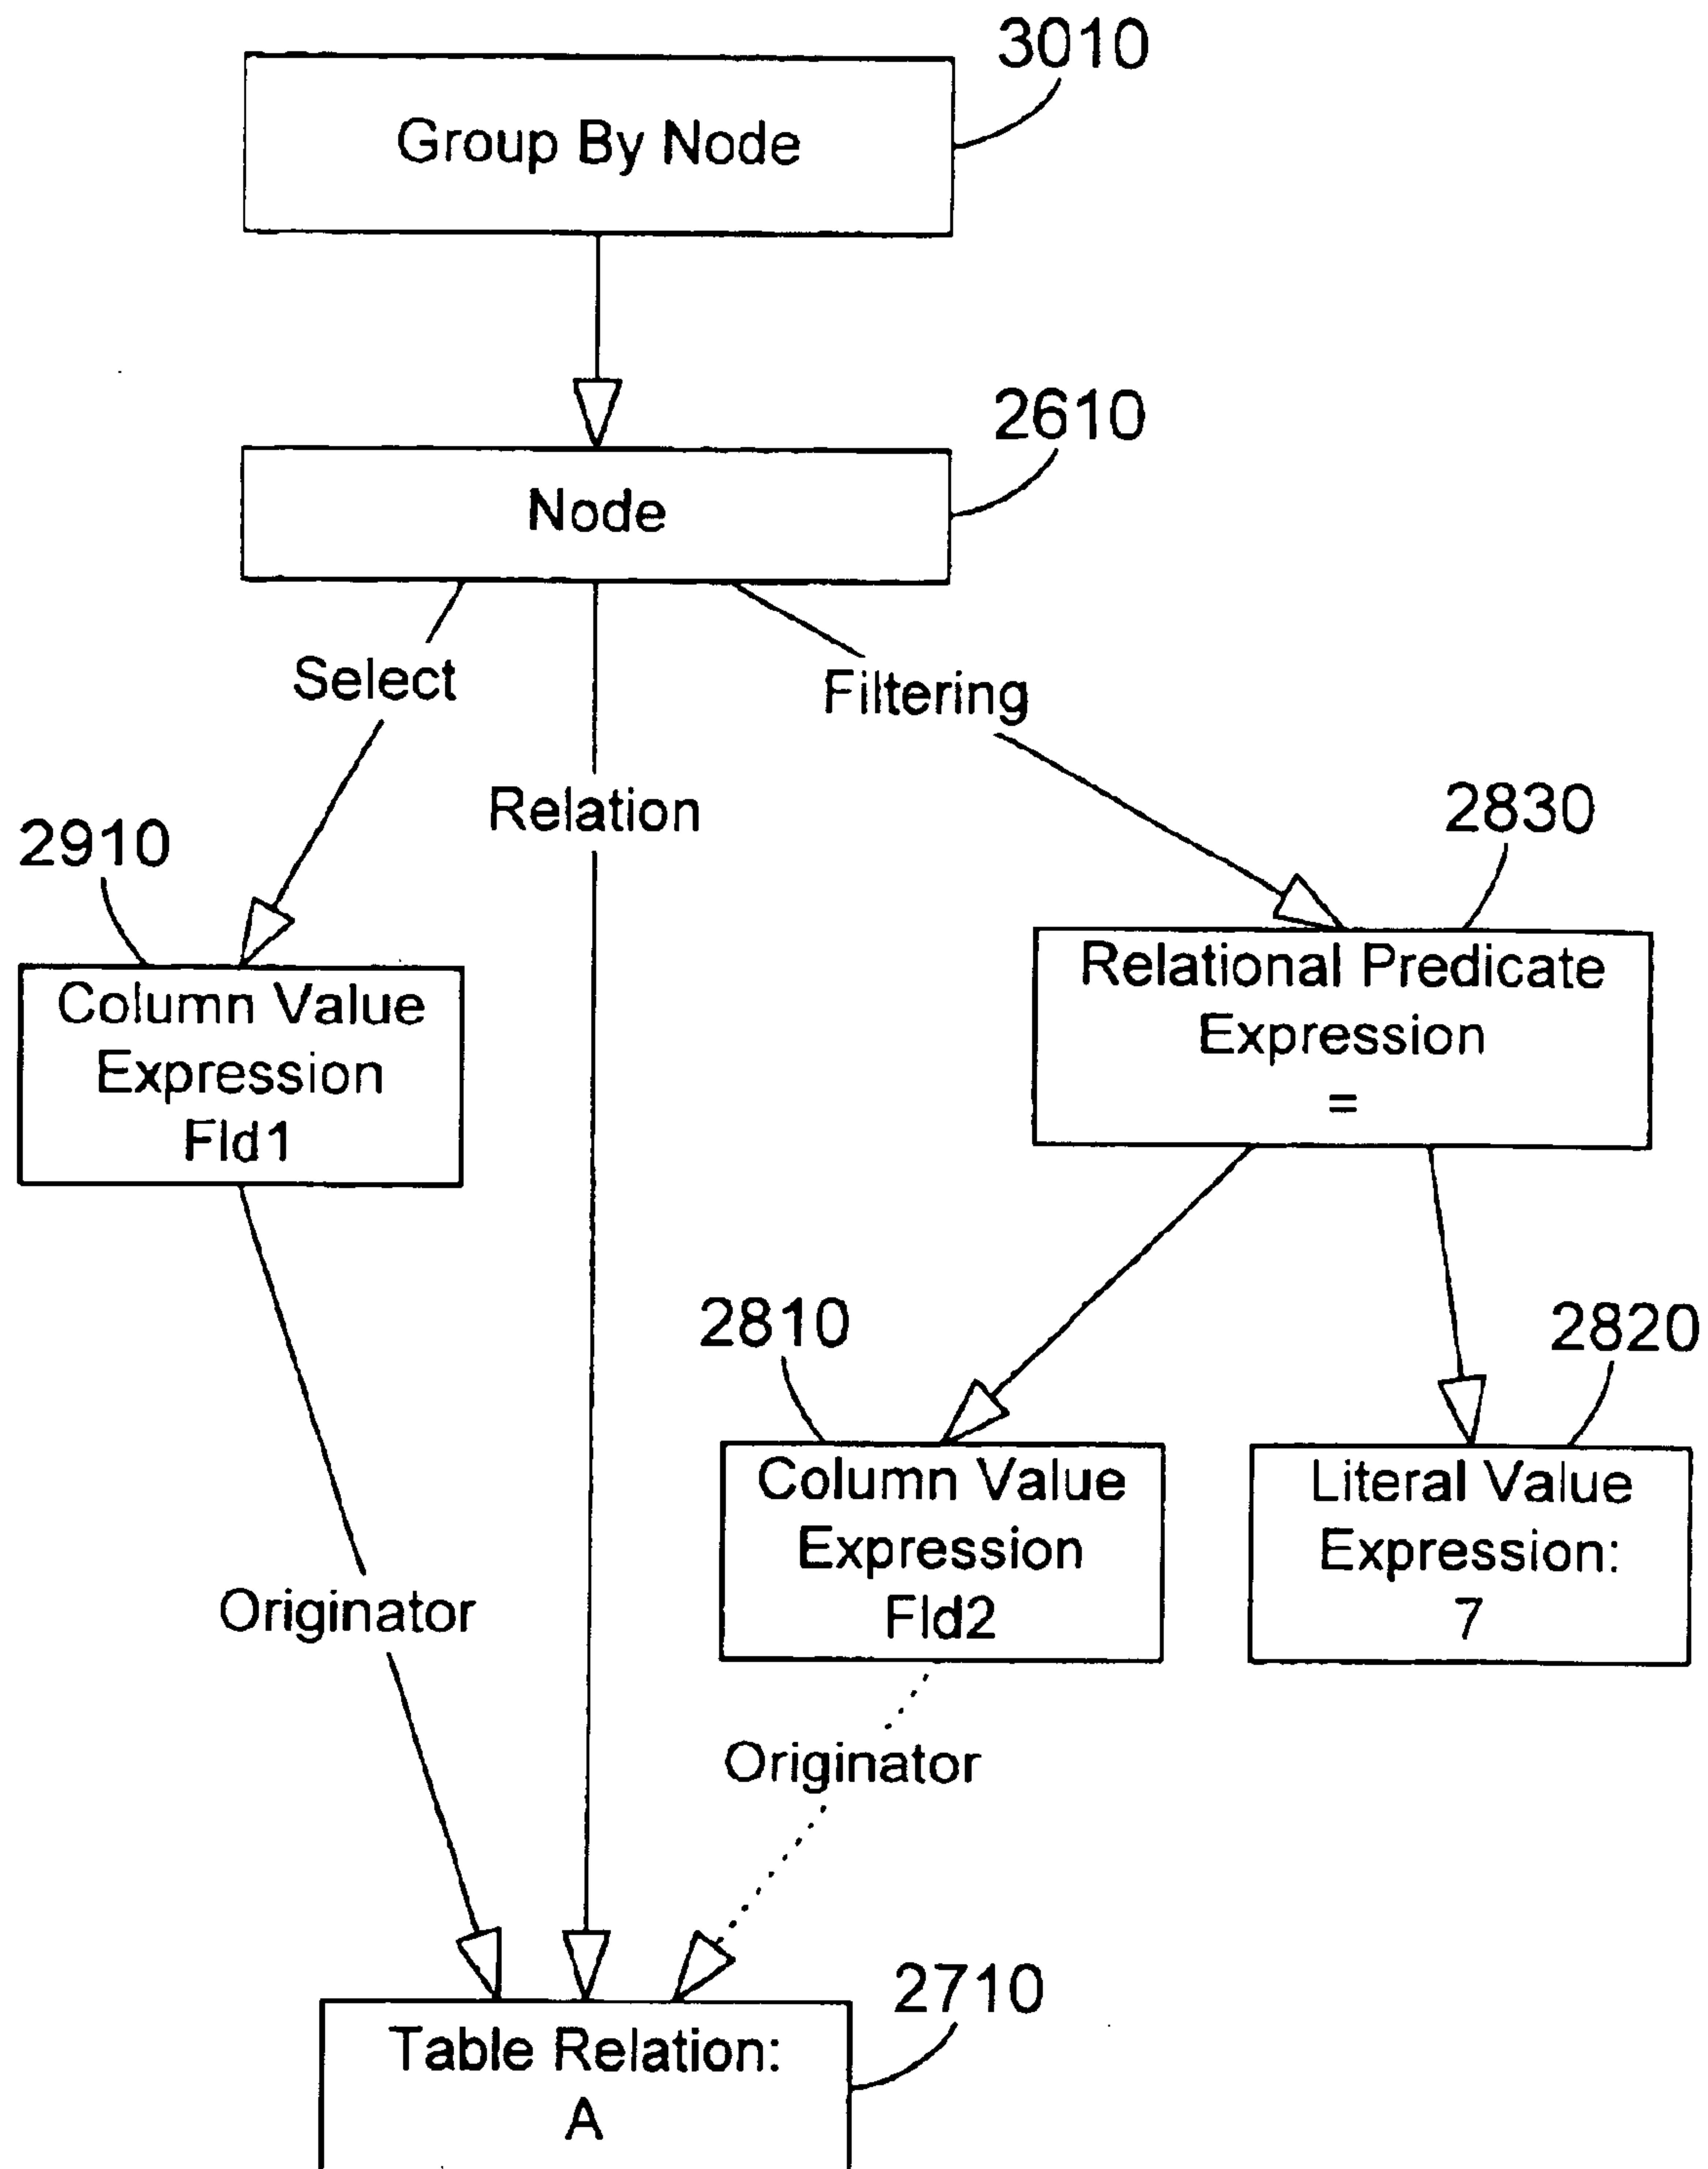 3010
Group By Node
2610
Node
Select
Filtering
Relation
2830
2910
Relational Predicate
Expression
=
Column Value
Expression
Fld1
2810
2820
Column Value
Expression
Fld2
Literal Value
Expression:
7
Originator
Originator
2710
Table Relation:
A